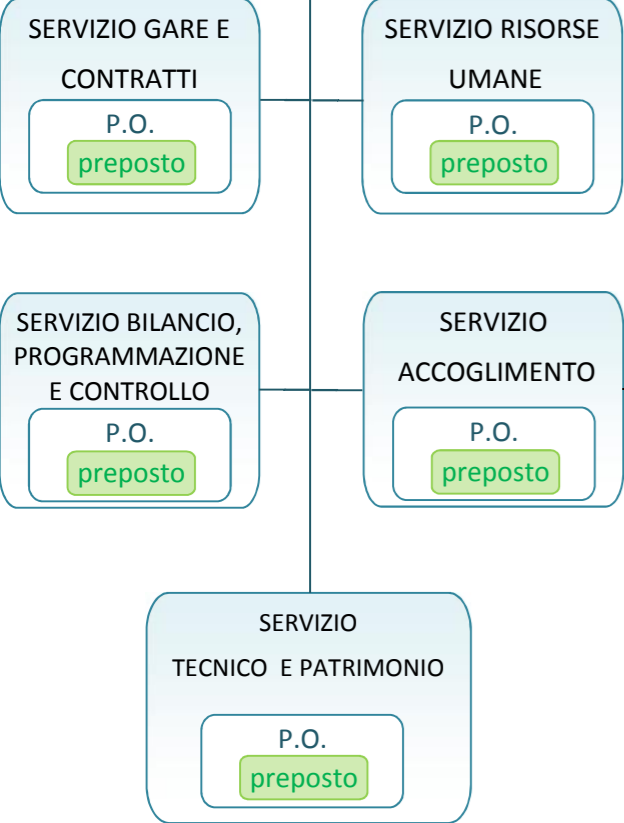 SERVIZIO GARE E
CONTRATTI
P.O.
preposto
SERVIZIO RISORSE
UMANE
P.O.
preposto
SERVIZIO BILANCIO,
PROGRAMMAZIONE
E CONTROLLO
P.O.
preposto
SERVIZIO
ACCOGLIMENTO
P.O.
preposto
SERVIZIO
TECNICO E PATRIMONIO
P.O.
preposto